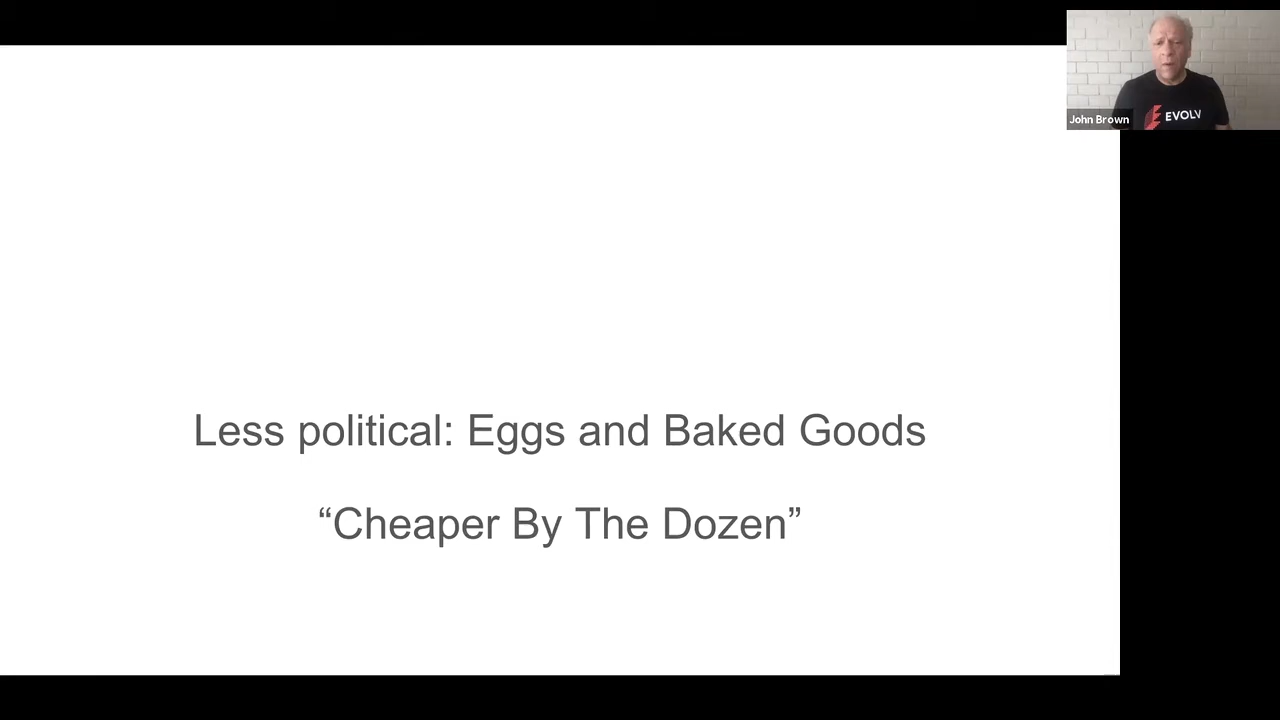 John Brown
EVOLV
Less political: Eggs and Baked Goods
“Cheaper By The Dozen”